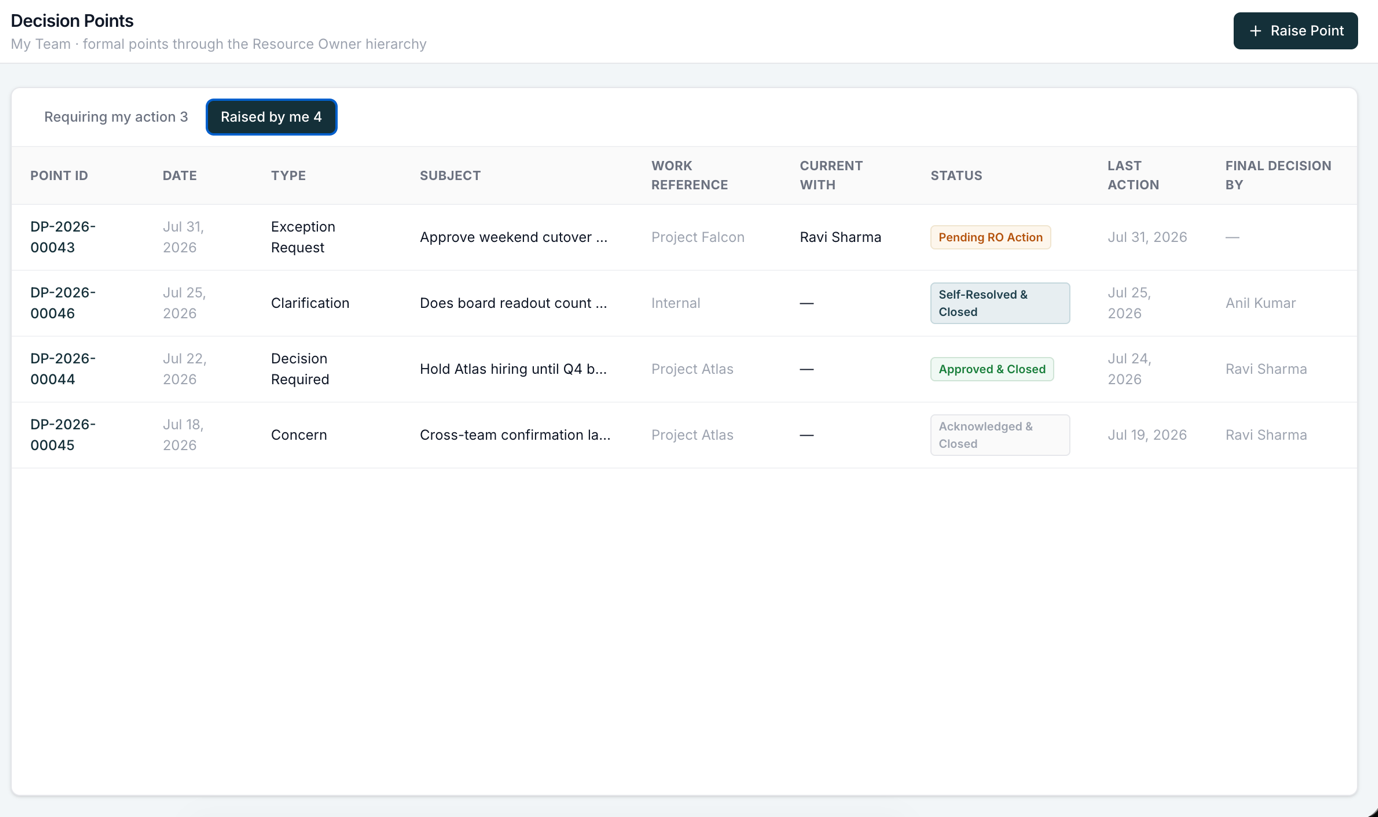 Decision Points
My Team · formal points through the Resource Owner hierarchy
+ Raise Point
Requiring my action 3
Raised by me 4
POINT ID
DATE
TYPE
SUBJECT
WORK
REFERENCE
CURRENT
WITH
STATUS
LAST
ACTION
FINAL DECISION
BY
DP-2026-
00043
Jul 31,
2026
Exception
Request
Approve weekend cutover ...
Project Falcon
Ravi Sharma
Pending RO Action
Jul 31, 2026
—
DP-2026-
00046
Jul 25,
2026
Clarification
Does board readout count ...
Internal
—
Self-Resolved &
Closed
Jul 25,
2026
Anil Kumar
DP-2026-
00044
Jul 22,
2026
Decision
Required
Hold Atlas hiring until Q4 b...
Project Atlas
—
Approved & Closed
Jul 24,
2026
Ravi Sharma
DP-2026-
00045
Jul 18,
2026
Concern
Cross-team confirmation la...
Project Atlas
—
Acknowledged &
Closed
Jul 19, 2026
Ravi Sharma